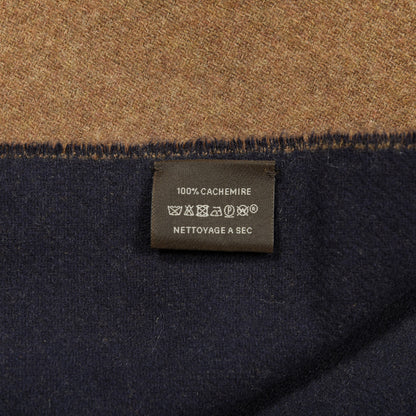 100% CACHEMIRE
P ®
NETTOYAGE A SEC